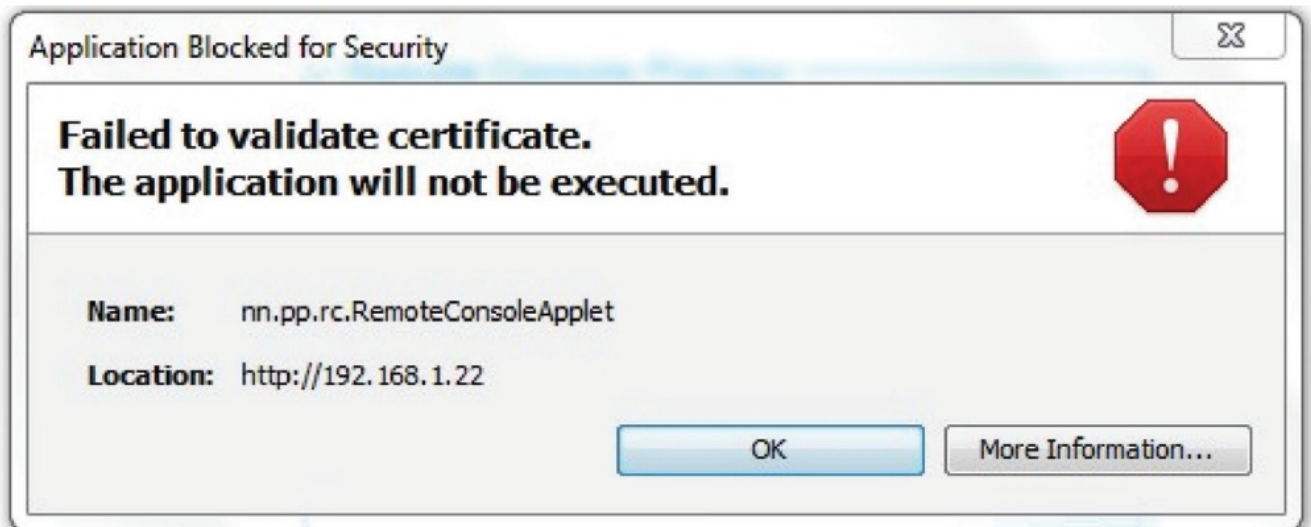 Application Blocked for Security
Failed to validate certificate.
The application will not be executed.
Name: nn.pp.rc.RemoteConsoleApplet
Location: http://192.168.1.22
OK More Information...